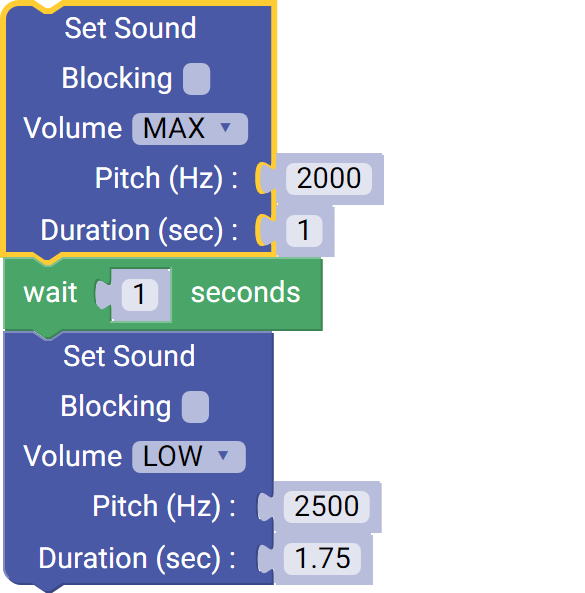 Set Sound
Blocking
Volume MAX
Pitch (Hz) : 2000
Duration (sec) : 1
wait 1 seconds
Set Sound
Blocking
Volume LOW
Pitch (Hz) : 2500
Duration (sec) : 1.75